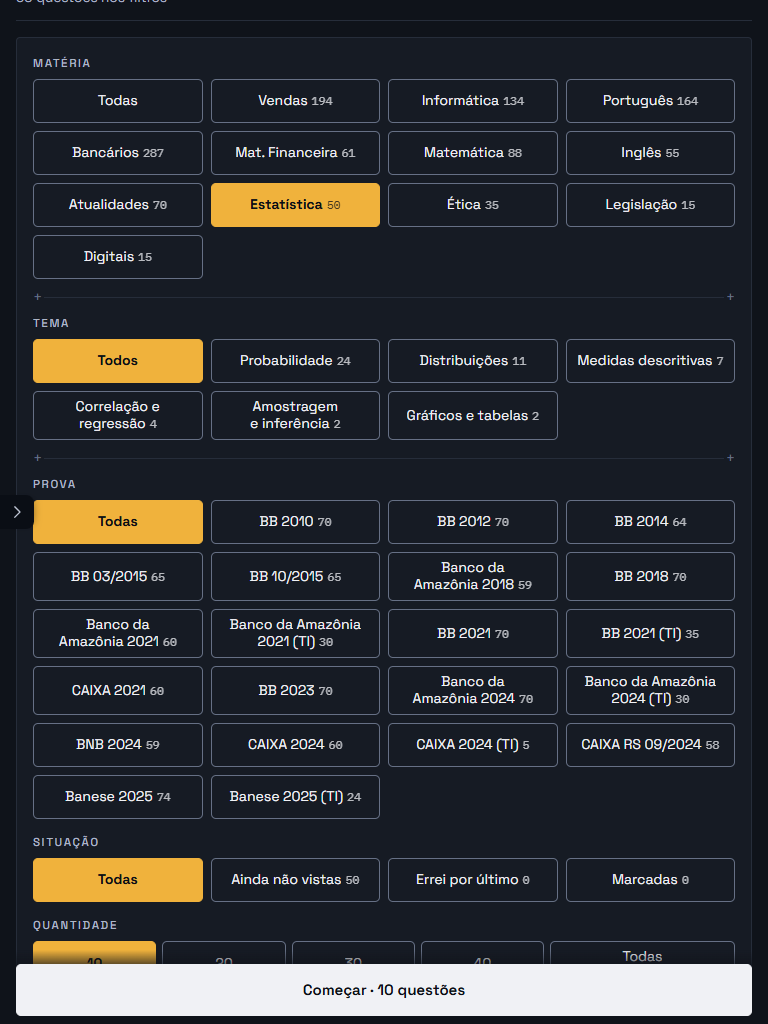 MATÉRIA
Todas
Vendas 194
Informática 134
Português 164
Bancários 287
Mat. Financeira 61
Matemática 88
Inglês 55
Atualidades 70
Estatística 50
Ética 35
Legislação 15
Digitais 15
TEMA
Todos
Probabilidade 24
Distribuições 11
Medidas descritivas 7
Correlação e
regressão 4
Amostragem
e inferência 2
Gráficos e tabelas 2
PROVA
Todas
BB 2010 70
BB 2012 70
BB 2014 64
BB 03/2015 65
BB 10/2015 65
Banco da
Amazônia 2018 59
BB 2018 70
Banco da
Amazônia 2021 60
Banco da Amazônia
2021 (TI) 30
BB 2021 70
BB 2021 (TI) 35
CAIXA 2021 60
BB 2023 70
Banco da
Amazônia 2024 70
Banco da Amazônia
2024 (TI) 30
BNB 2024 59
CAIXA 2024 60
CAIXA 2024 (TI) 5
CAIXA RS 09/2024 58
Banese 2025 74
Banese 2025 (TI) 24
SITUAÇÃO
Todas
Ainda não vistas 50
Errei por último 0
Marcadas 0
QUANTIDADE
10
20
30
40
Todas
Começar · 10 questões